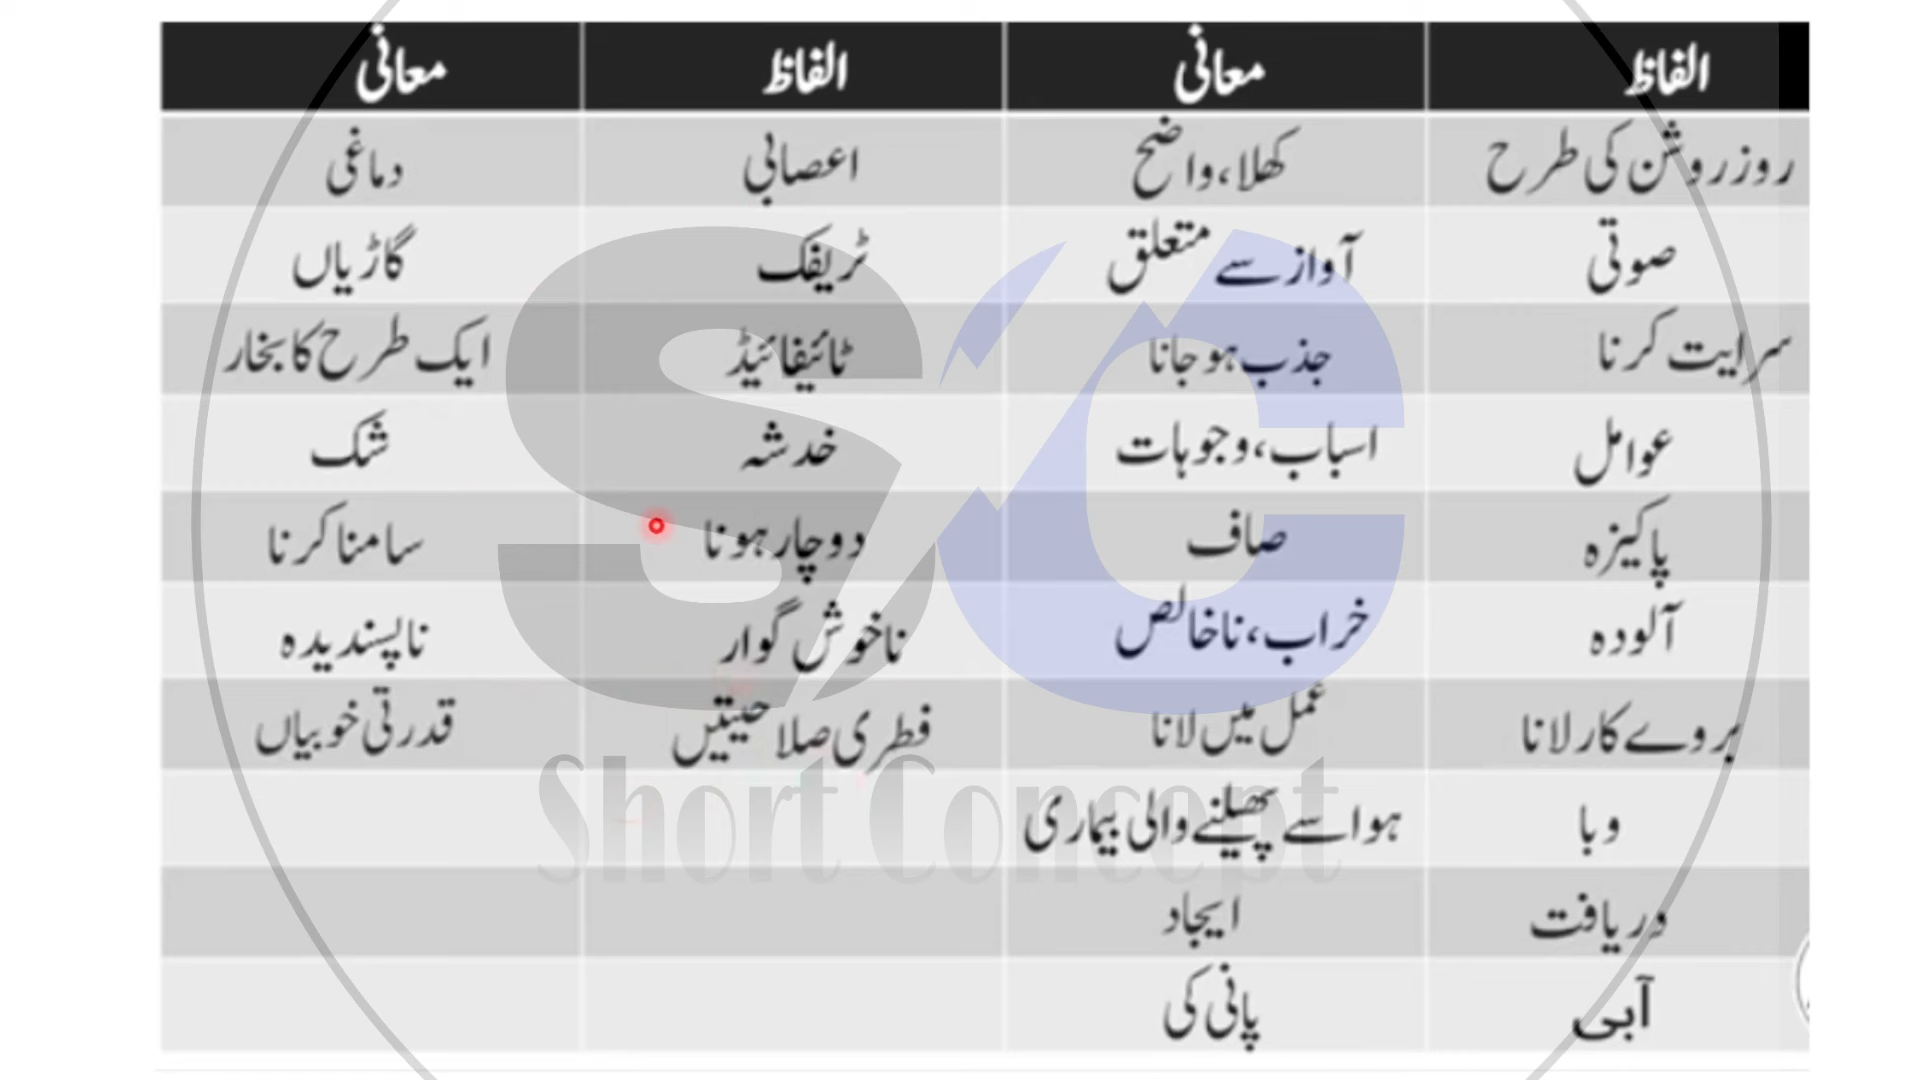 الفاظ معانی الفاظ معانی
روز روشن کی طرح کھلا، واضح اعصابی دماغی
صوتی آواز سے متعلق ٹریفک گاڑیاں
سرایت کرنا جذب ہو جانا ٹائیفائیڈ ایک طرح کا بخار
عوامل اسباب، وجوہات خدشہ شک
پاکیزہ صاف دوچار ہونا سامنا کرنا
آلودہ خراب، ناخالص ناخوش گوار ناپسندیدہ
بروے کار لانا عمل میں لانا فطری صلاحیتیں قدرتی خوبیاں
وبا ہوا سے پھیلنے والی بیماری
دریافت ایجاد
آبی پانی کی
SC
Short Concept